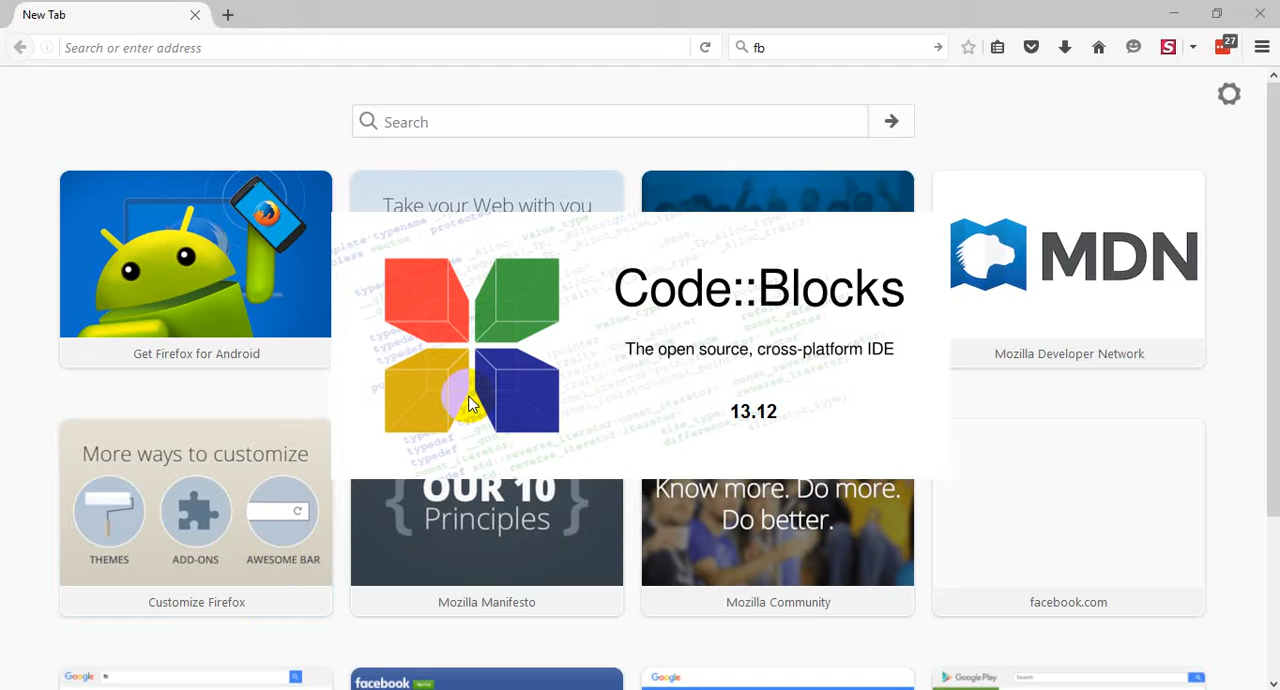 New Tab
Search or enter address
fb
27
Search
Take your Web with you
Code::Blocks
The open source, cross-platform IDE
13.12
MDN
Get Firefox for Android
Mozilla Developer Network
More ways to customize
THEMES
ADD-ONS
AWESOME BAR
{ OUR 10 }
Principles
Know more. Do more.
Do better.
Customize Firefox
Mozilla Manifesto
Mozilla Community
facebook.com
Google
facebook
Google
Google Play
Search